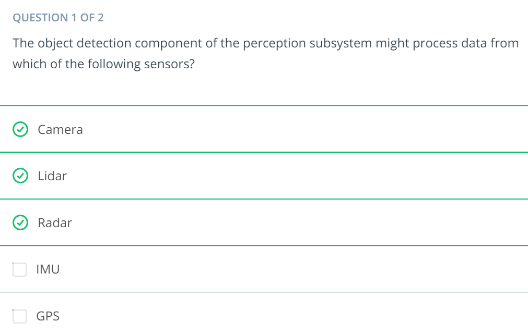 QUESTION 1 OF 2
The object detection component of the perception subsystem might process data from
which of the following sensors?
Camera
Lidar
Radar
IMU
GPS